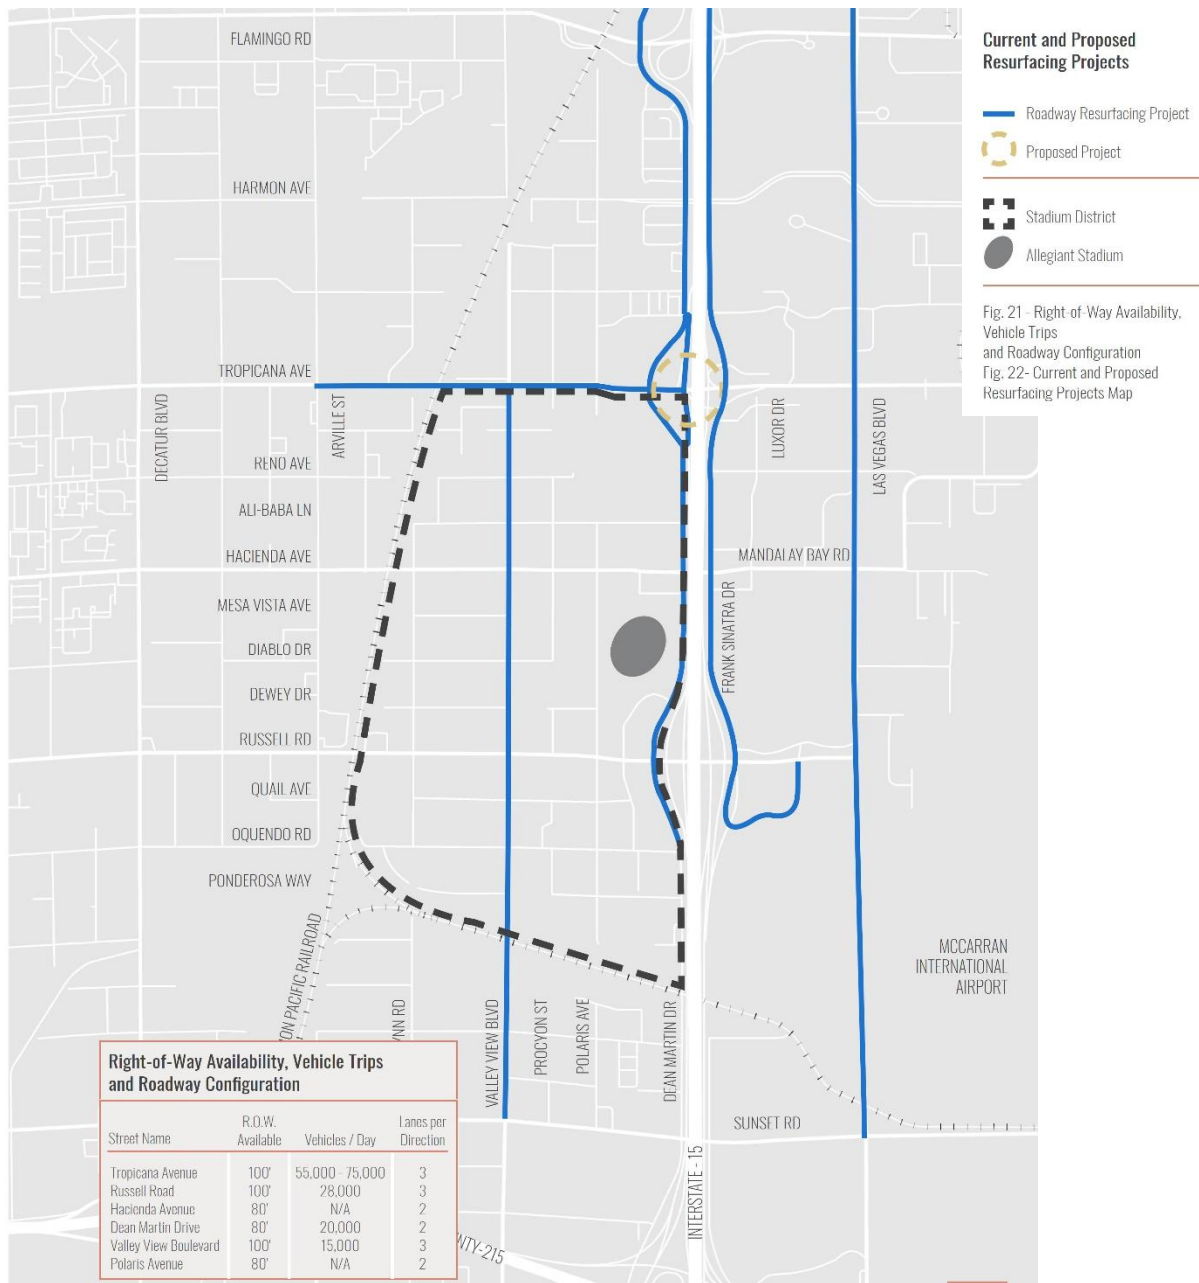 Current and Proposed
Resurfacing Projects
Roadway Resurfacing Project
Proposed Project
Stadium District
Allegiant Stadium
Fig. 21 - Right-of-Way Availability,
Vehicle Trips
and Roadway Configuration
Fig. 22- Current and Proposed
Resurfacing Projects Map
FLAMINGO RD
HARMON AVE
TROPICANA AVE
DECATUR BLVD
ARVILLE ST
LUXOR DR
LAS VEGAS BLVD
RENO AVE
ALI-BABA LN
HACIENDA AVE
MANDALAY BAY RD
MESA VISTA AVE
FRANK SINATRA DR
DIABLO DR
DEWEY DR
RUSSELL RD
QUAIL AVE
OQUENDO RD
PONDEROSA WAY
ON PACIFIC RAILROAD
MCCARRAN
INTERNATIONAL
AIRPORT
YNN RD
VALLEY VIEW BLVD
PROCYON ST
POLARIS AVE
DEAN MARTIN DR
SUNSET RD
INTERSTATE - 15
NTY-215
Right-of-Way Availability, Vehicle Trips
and Roadway Configuration
Street Name R.O.W. Available Vehicles / Day Lanes per Direction
Tropicana Avenue 100' 55,000 - 75,000 3
Russell Road 100' 28,000 3
Hacienda Avenue 80' N/A 2
Dean Martin Drive 80' 20,000 2
Valley View Boulevard 100' 15,000 3
Polaris Avenue 80' N/A 2